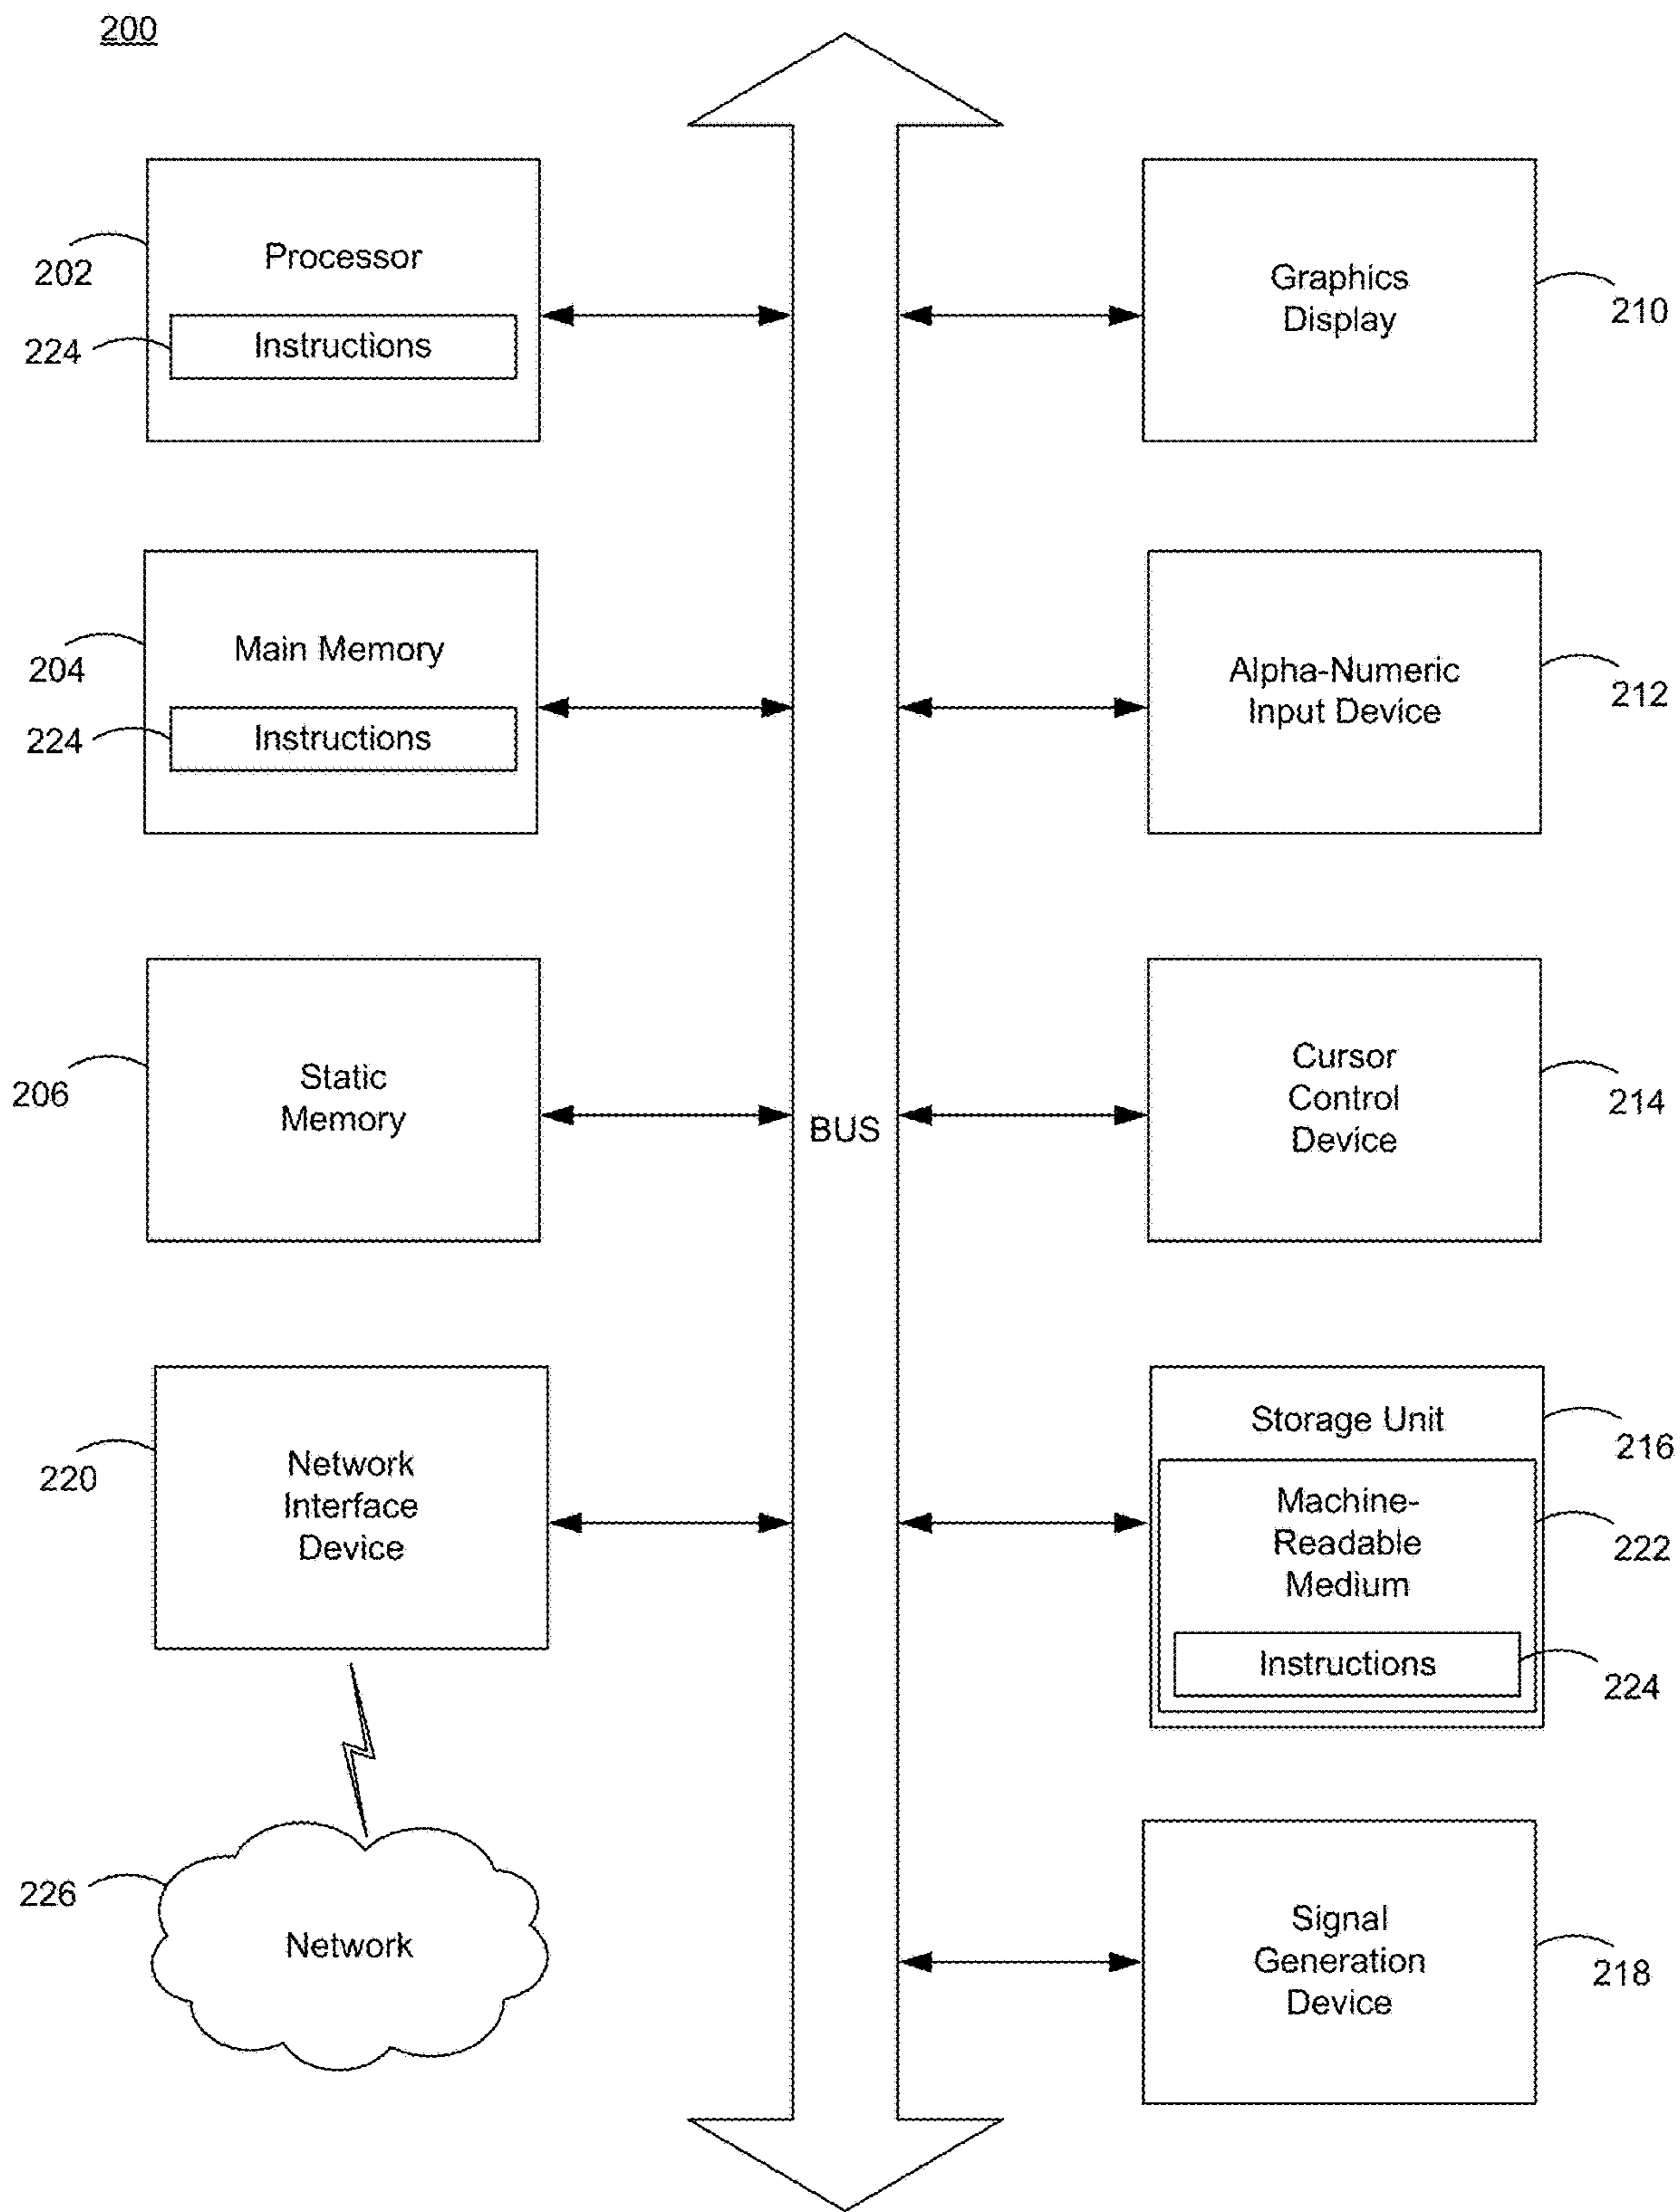 200
Processor
202
Instructions
224
Main Memory
204
Instructions
224
Static
Memory
206
Network
Interface
Device
220
Network
226
BUS
Graphics
Display
210
Alpha-Numeric
Input Device
212
Cursor
Control
Device
214
Storage Unit
216
Machine-
Readable
Medium
222
Instructions
224
Signal
Generation
Device
218